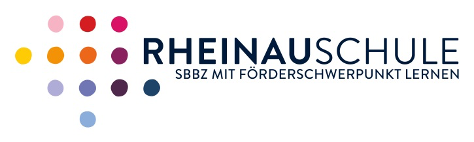 RHEINAUSCHULE
SBBZ MIT FÖRDERSCHWERPUNKT LERNEN